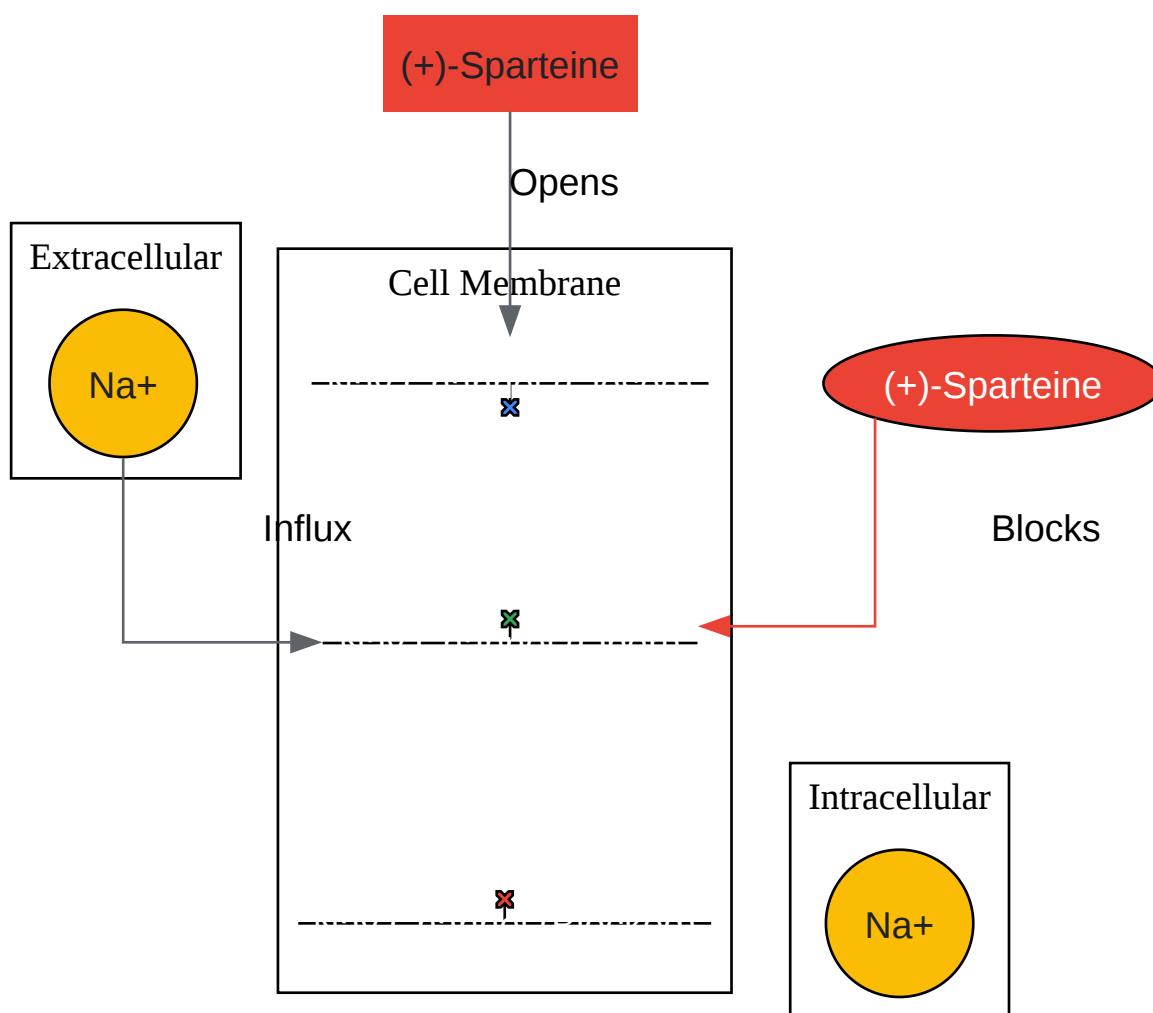 (+)-Sparteine
Opens
Extracellular
Cell Membrane
Na+
(+)-Sparteine
Influx
Blocks
Intracellular
Na+